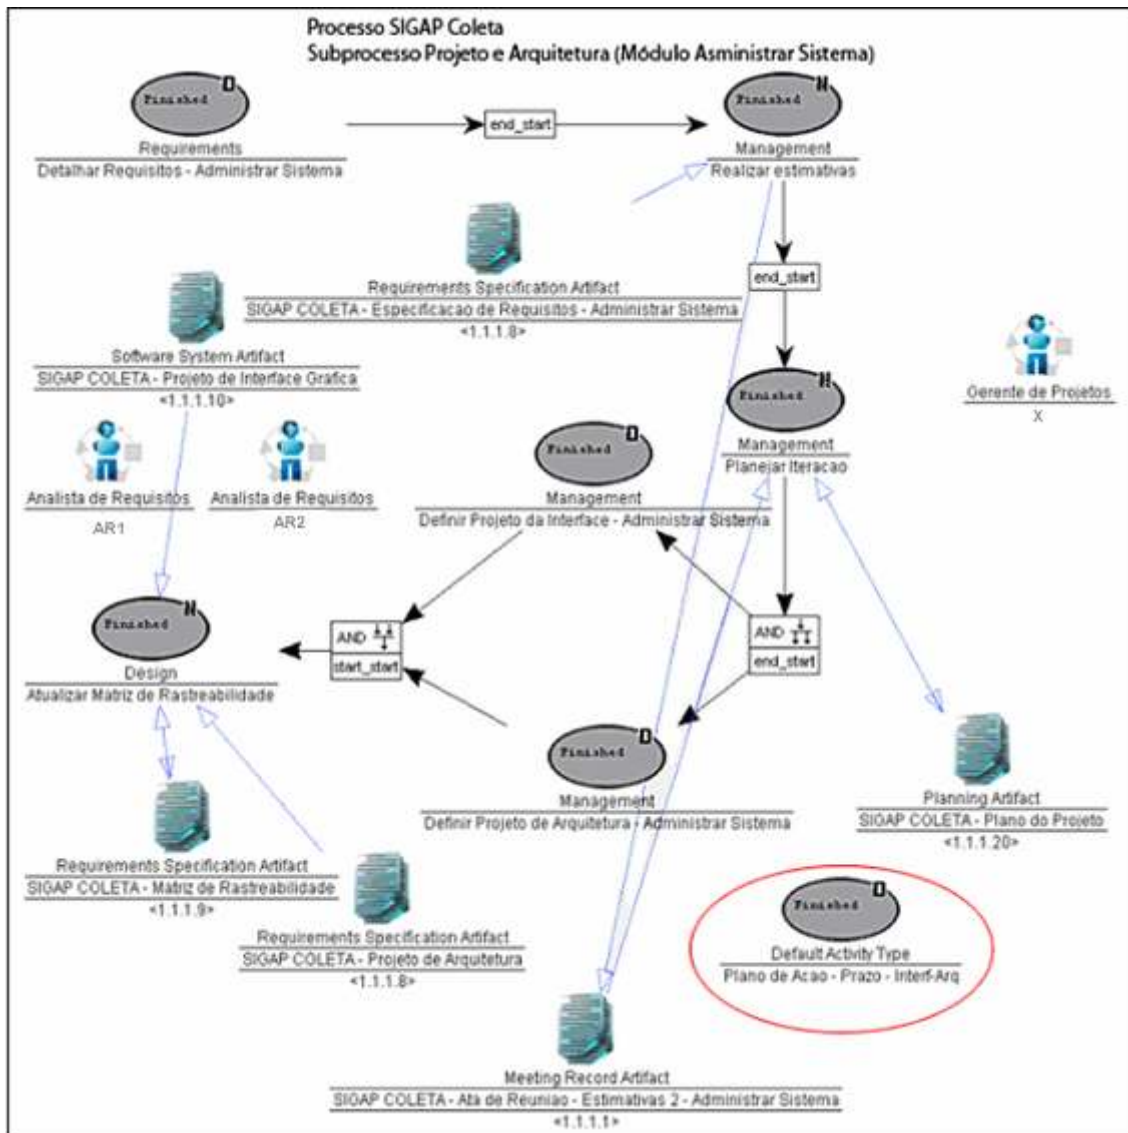 Processo SIGAP Coleta
Subprocesso Projeto e Arquitetura (Módulo Asministrar Sistema)
Finished D
Requirements
Detalhar Requisitos - Administrar Sistema
end_start
Finished N
Management
Realizar estimativas
end_start
Requirements Specification Artifact
SIGAP COLETA - Especificacao de Requisitos - Administrar Sistema
<1.1.1.8>
Software System Artifact
SIGAP COLETA - Projeto de Interface Grafica
<1.1.1.10>
Gerente de Projetos
X
Finished N
Management
Planejar Iteracao
Analista de Requisitos
AR1
Analista de Requisitos
AR2
Finished D
Management
Definir Projeto da Interface - Administrar Sistema
Finished N
Design
Atualizar Matriz de Rastreabilidade
AND
start_start
AND
end_start
Finished D
Management
Definir Projeto de Arquitetura - Administrar Sistema
Planning Artifact
SIGAP COLETA - Plano do Projeto
<1.1.1.20>
Requirements Specification Artifact
SIGAP COLETA - Matriz de Rastreabilidade
<1.1.1.9>
Requirements Specification Artifact
SIGAP COLETA - Projeto de Arquitetura
<1.1.1.8>
Finished D
Default Activity Type
Plano de Acao - Prazo - Interf-Arq
Meeting Record Artifact
SIGAP COLETA - Ata de Reuniao - Estimativas 2 - Administrar Sistema
<1.1.1.1>